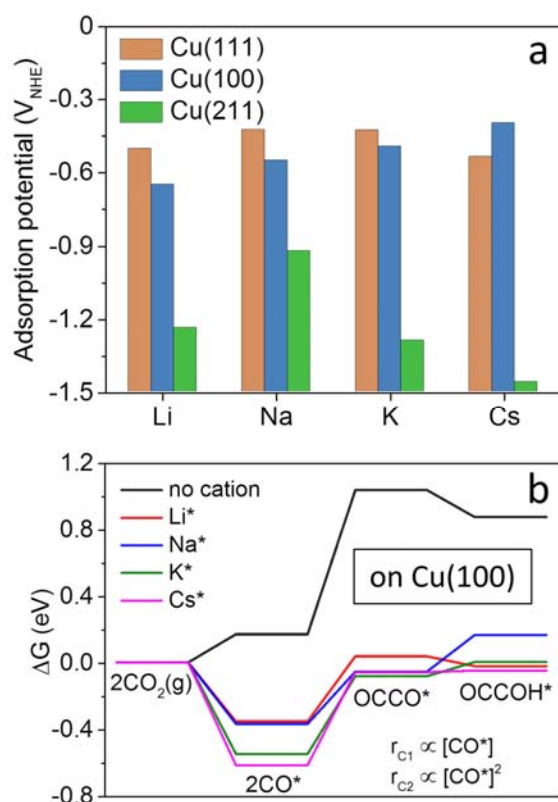 a
Cu(111)
Cu(100)
Cu(211)
Adsorption potential (V_NHE)
0
-0.3
-0.6
-0.9
-1.2
-1.5
Li
Na
K
Cs
b
no cation
Li*
Na*
K*
Cs*
on Cu(100)
ΔG (eV)
1.2
0.8
0.4
0.0
-0.4
-0.8
2CO₂(g)
2CO*
OCCO*
OCCOH*
r_C1 ∝ [CO*]
r_C2 ∝ [CO*]²